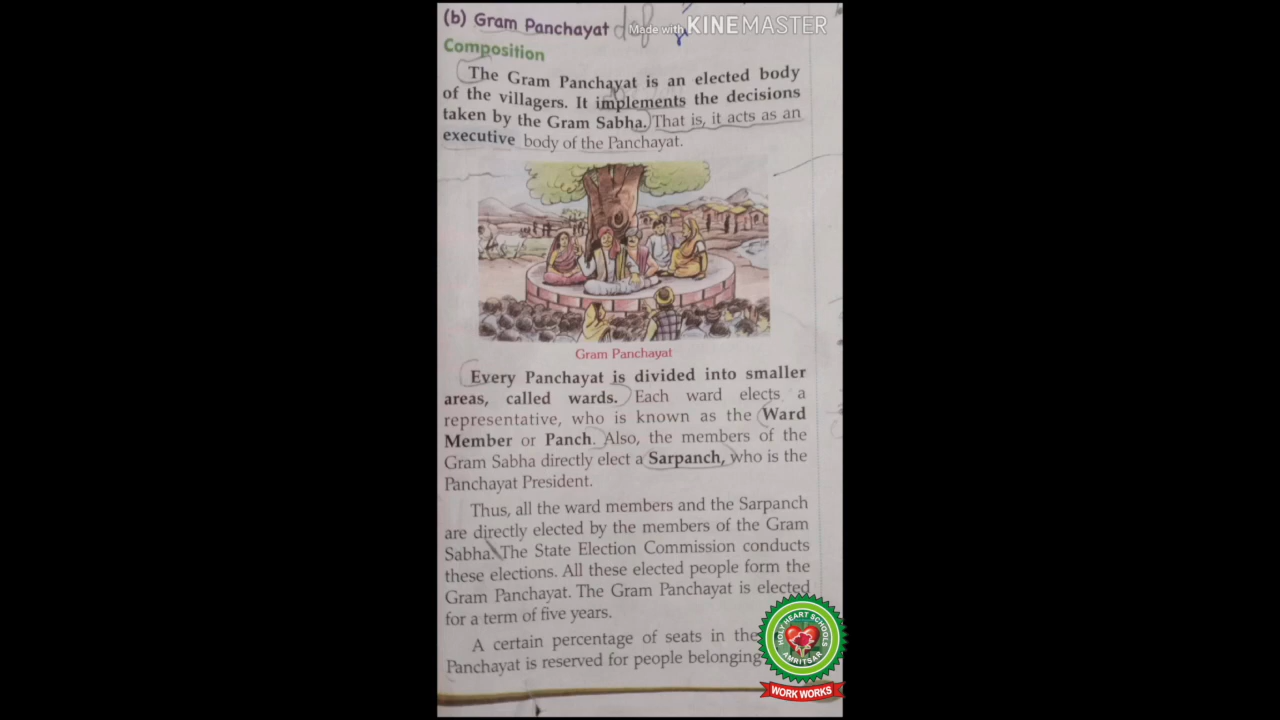 (b) Gram Panchayat def
Made with KINEMASTER
Composition
The Gram Panchayat is an elected body
of the villagers. It implements the decisions
taken by the Gram Sabha. That is, it acts as an
executive body of the Panchayat.
Gram Panchayat
Every Panchayat is divided into smaller
areas, called wards. Each ward elects a
representative, who is known as the Ward
Member or Panch. Also, the members of the
Gram Sabha directly elect a Sarpanch, who is the
Panchayat President.
Thus, all the ward members and the Sarpanch
are directly elected by the members of the Gram
Sabha. The State Election Commission conducts
these elections. All these elected people form the
Gram Panchayat. The Gram Panchayat is elected
for a term of five years.
A certain percentage of seats in the
Panchayat is reserved for people belonging
HOLY HEART SCHOOLS
AMRITSAR
WORK WORKS